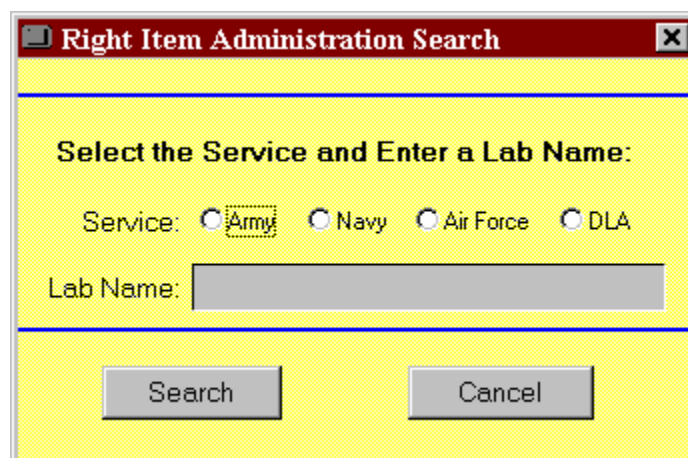 Right Item Administration Search
Select the Service and Enter a Lab Name:
Service: Army Navy Air Force DLA
Lab Name:
Search Cancel